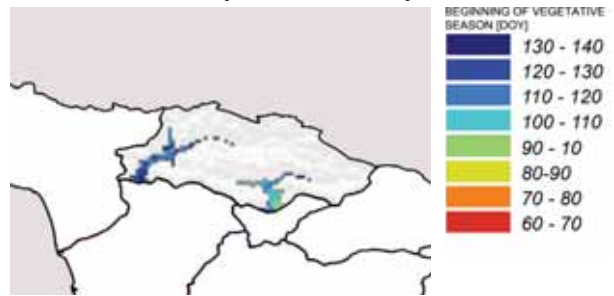 BEGINNING OF VEGETATIVE
SEASON [DOY]
130 - 140
120 - 130
110 - 120
100 - 110
90 - 10
80-90
70 - 80
60 - 70